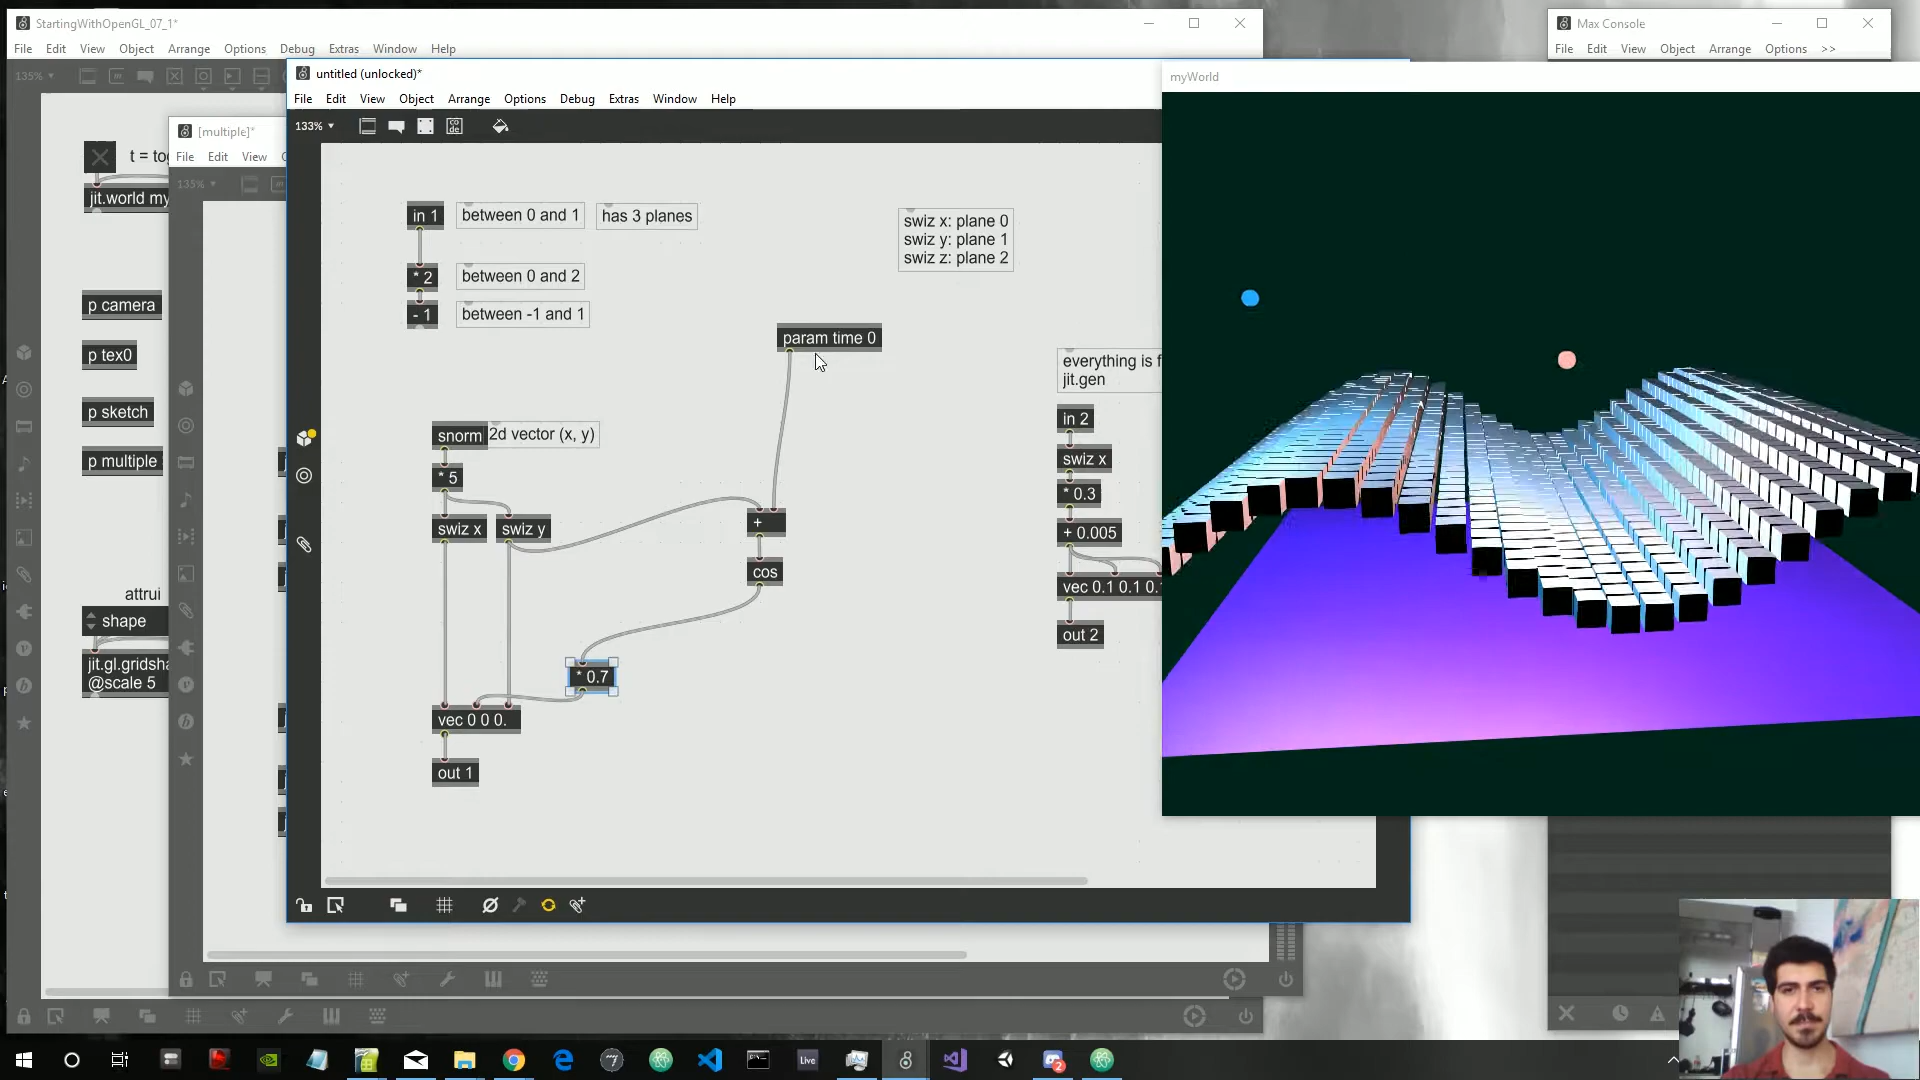 StartingWithOpenGL_07_1*
File Edit View Object Arrange Options Debug Extras Window Help
135%
t = tog
jit.world my
p camera
p tex0
p sketch
p multiple
attrui
shape
jit.gl.gridsha
@scale 5
[multiple]*
File Edit View
135%
untitled (unlocked)*
File Edit View Object Arrange Options Debug Extras Window Help
133%
in 1
between 0 and 1
has 3 planes
* 2
between 0 and 2
- 1
between -1 and 1
swiz x: plane 0
swiz y: plane 1
swiz z: plane 2
param time 0
snorm
2d vector (x, y)
* 5
swiz x
swiz y
+
cos
* 0.7
vec 0 0 0.
out 1
everything is f
jit.gen
in 2
swiz x
* 0.3
+ 0.005
vec 0.1 0.1 0.1
out 2
Max Console
File Edit View Object Arrange Options >>
myWorld
Live
2